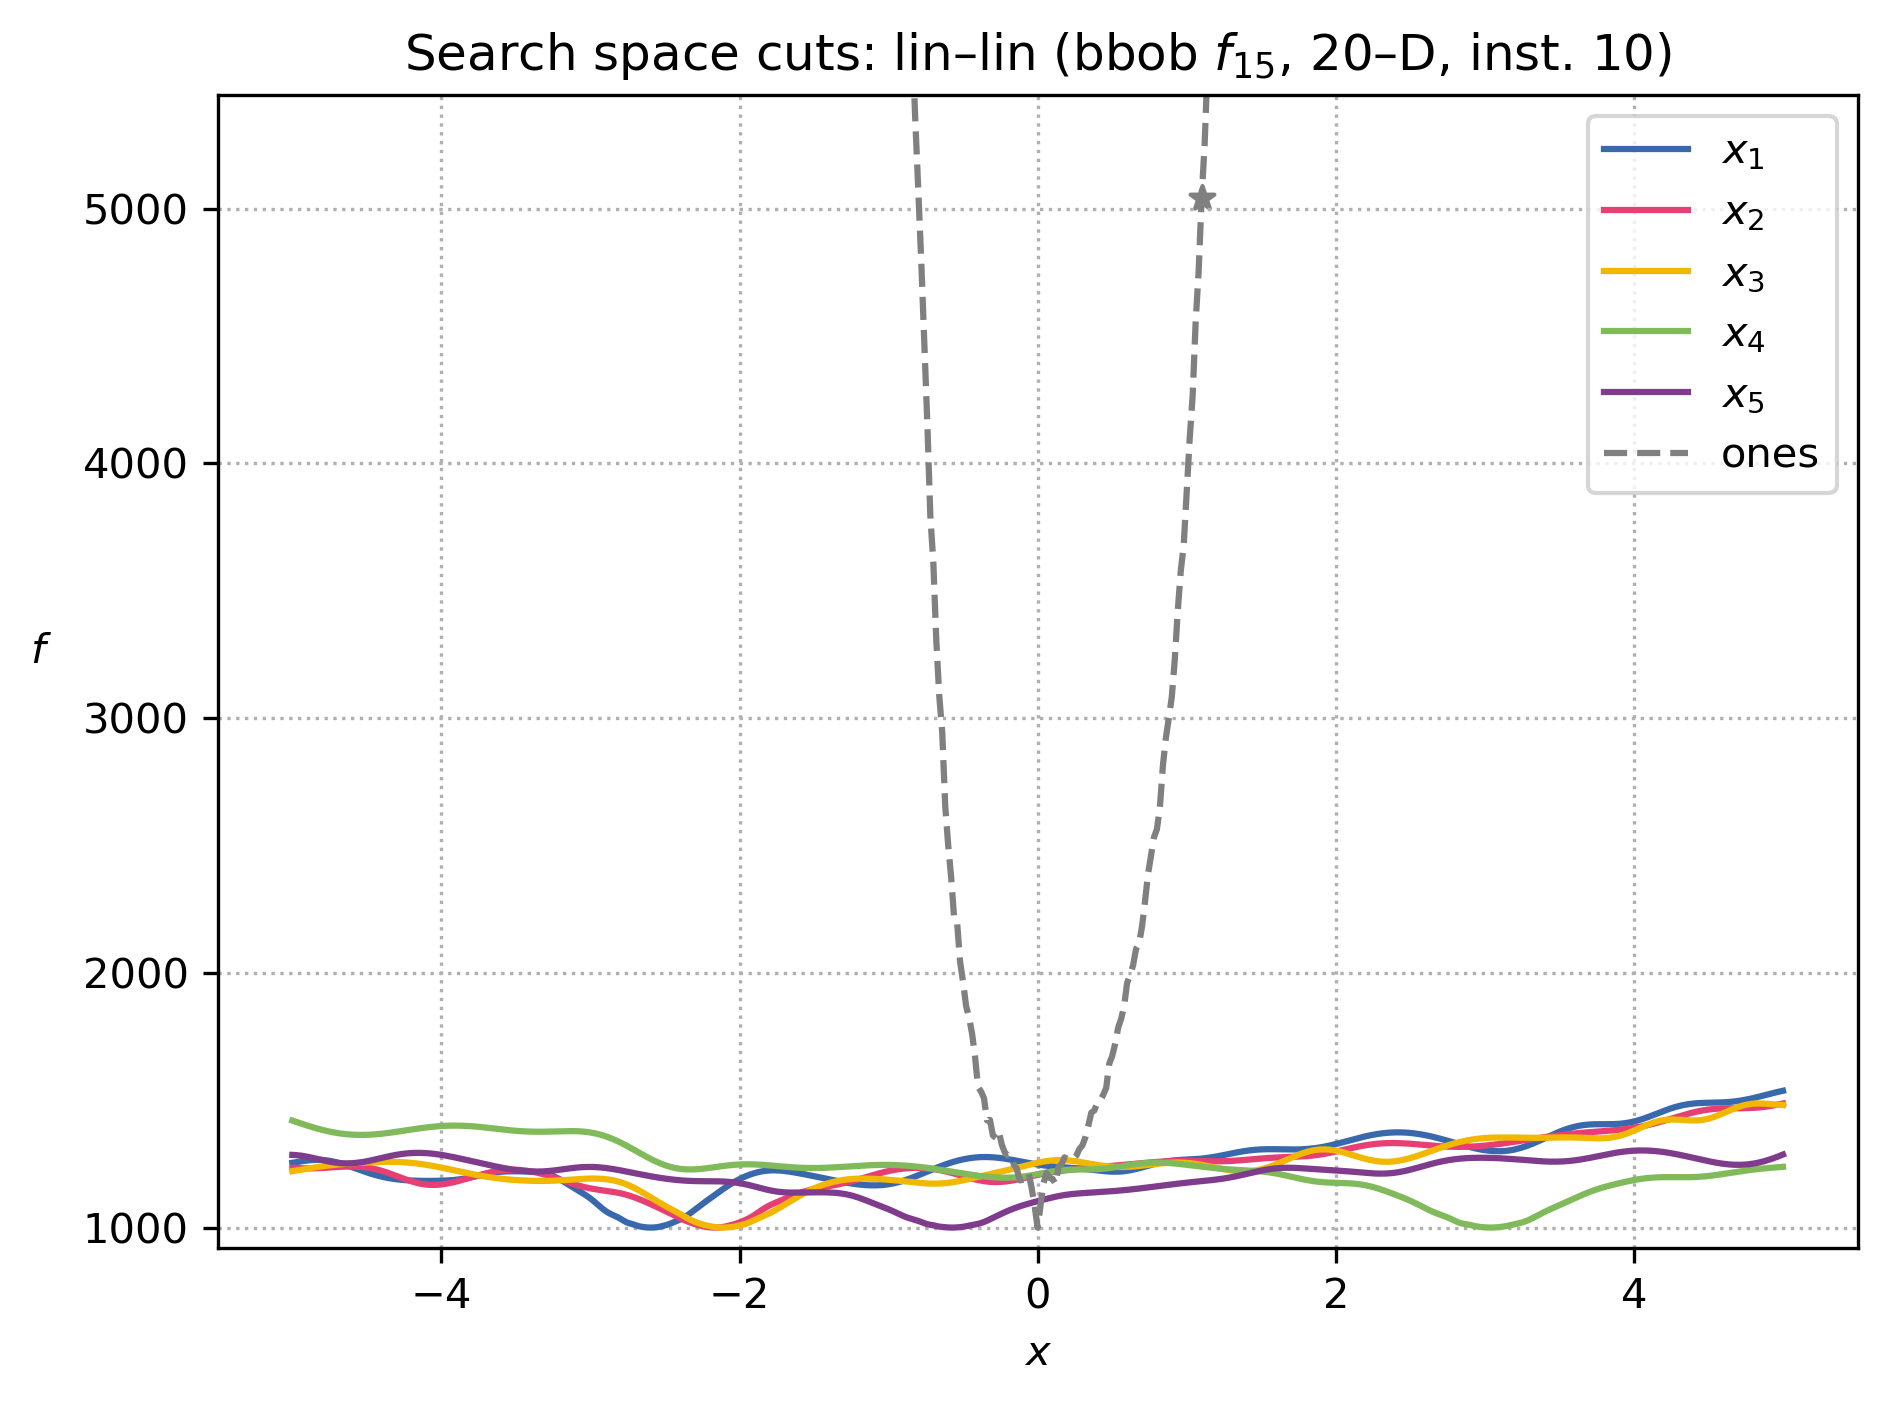 Search space cuts: lin–lin (bbob f₁₅, 20–D, inst. 10)
f
5000
4000
3000
2000
1000
−4
−2
0
2
4
x
x₁
x₂
x₃
x₄
x₅
ones